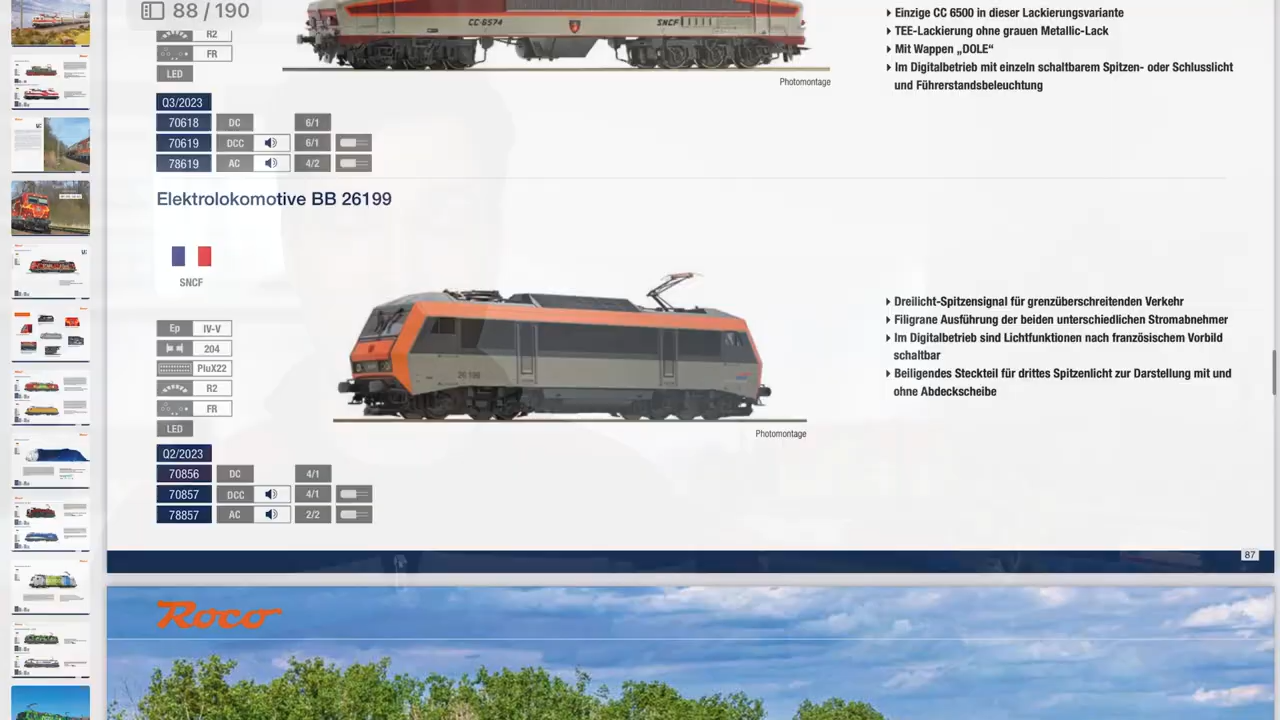 88 / 190
CC-6574
SNCF
R2
FR
LED
Photomontage
Einzige CC 6500 in dieser Lackierungsvariante
TEE-Lackierung ohne grauen Metallic-Lack
Mit Wappen „DOLE“
Im Digitalbetrieb mit einzeln schaltbarem Spitzen- oder Schlusslicht
und Führerstandsbeleuchtung
Q3/2023
70618 DC 6/1
70619 DCC 6/1
78619 AC 4/2
Elektrolokomotive BB 26199
SNCF
Ep IV-V
204
PluX22
R2
FR
LED
26 199
Photomontage
Dreilicht-Spitzensignal für grenzüberschreitenden Verkehr
Filigrane Ausführung der beiden unterschiedlichen Stromabnehmer
Im Digitalbetrieb sind Lichtfunktionen nach französischem Vorbild
schaltbar
Beiligendes Steckteil für drittes Spitzenlicht zur Darstellung mit und
ohne Abdeckscheibe
Q2/2023
70856 DC 4/1
70857 DCC 4/1
78857 AC 2/2
87
Roco